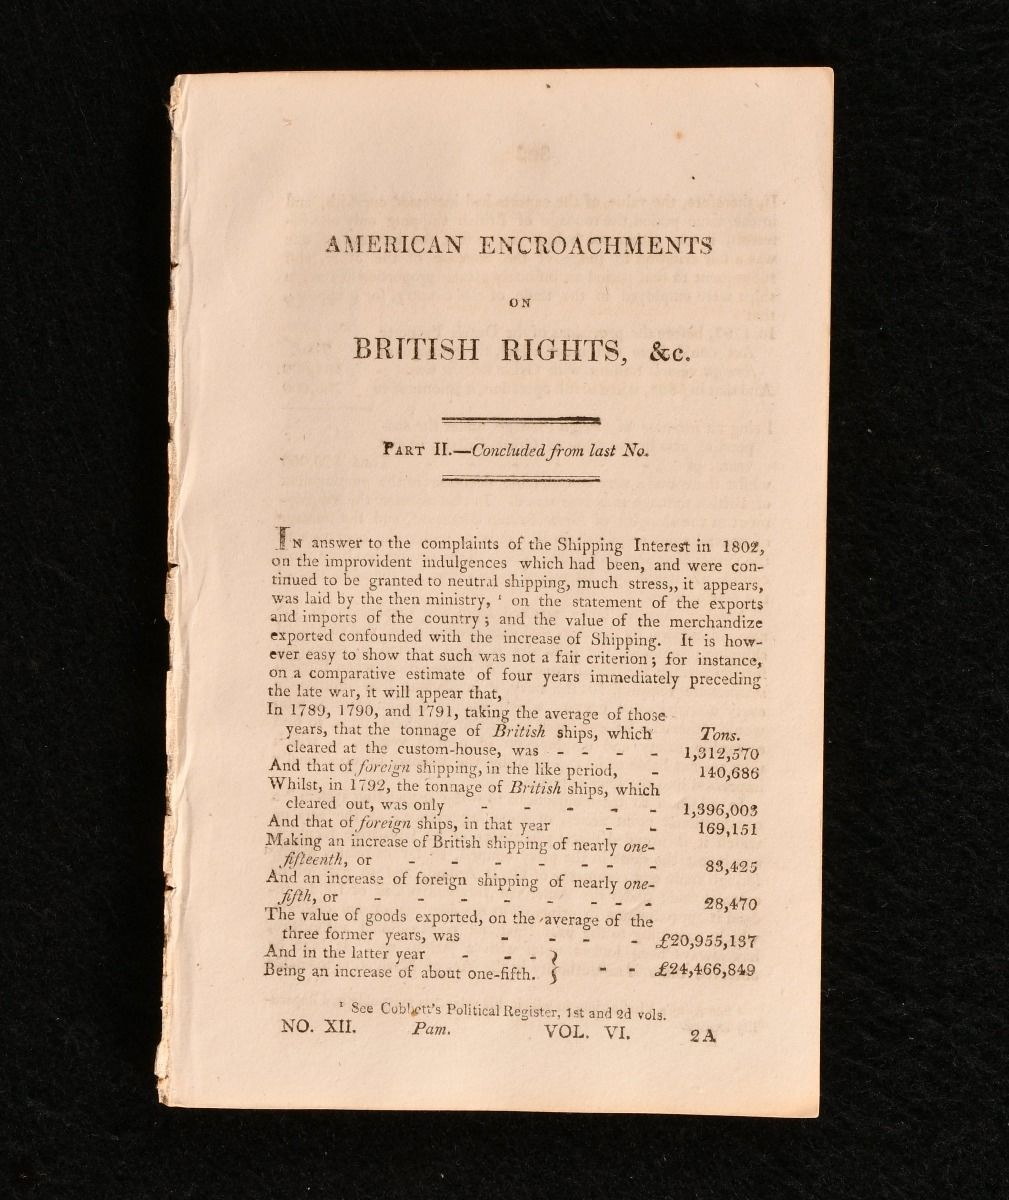 AMERICAN ENCROACHMENTS
ON
BRITISH RIGHTS, &c.
PART II.—Concluded from last No.
IN answer to the complaints of the Shipping Interest in 1802,
on the improvident indulgences which had been, and were con-
tinued to be granted to neutral shipping, much stress,, it appears,
was laid by the then ministry, ¹ on the statement of the exports
and imports of the country; and the value of the merchandize
exported confounded with the increase of Shipping. It is how-
ever easy to show that such was not a fair criterion; for instance,
on a comparative estimate of four years immediately preceding
the late war, it will appear that,
In 1789, 1790, and 1791, taking the average of those
years, that the tonnage of British ships, which Tons.
cleared at the custom-house, was - - - - 1,312,570
And that of foreign shipping, in the like period, - 140,686
Whilst, in 1792, the tonnage of British ships, which
cleared out, was only - - - - - 1,396,003
And that of foreign ships, in that year - - 169,151
Making an increase of British shipping of nearly one-
fifteenth, or - - - - - - - 83,425
And an increase of foreign shipping of nearly one-
fifth, or - - - - - - - - 28,470
The value of goods exported, on the average of the
three former years, was - - - - £20,955,137
And in the latter year - - - }
Being an increase of about one-fifth. } - - £24,466,849
¹ See Cobbett's Political Register, 1st and 2d vols.
NO. XII. Pam. VOL. VI. 2 A